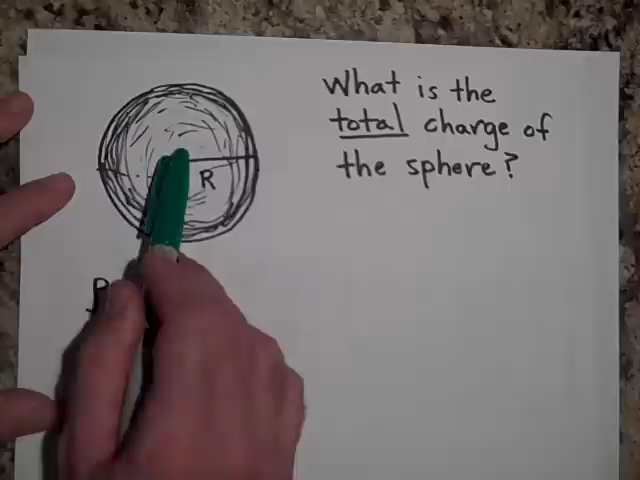 What is the
total charge of
the sphere?
R
ρ